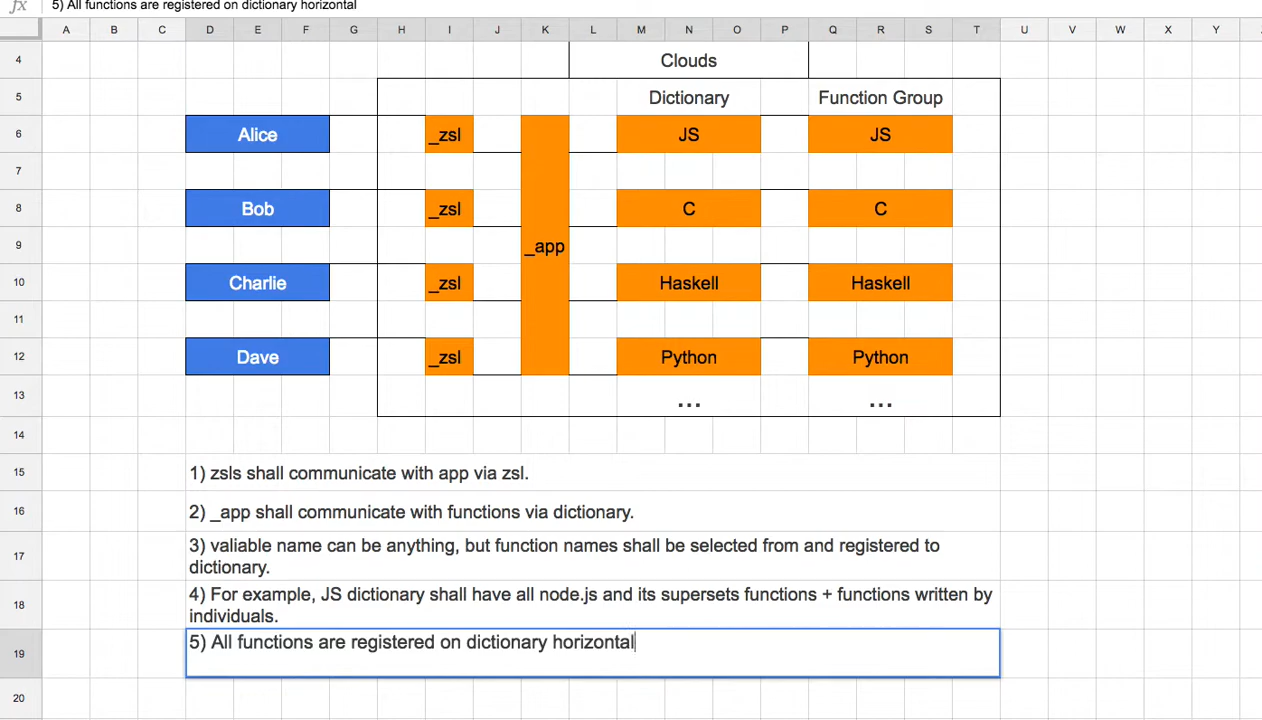 fx 5) All functions are registered on dictionary horizontal
A B C D E F G H I J K L M N O P Q R S T U V W X Y
4 Clouds
5 Dictionary Function Group
6 Alice _zsl JS JS
7
8 Bob _zsl C C
9 _app
10 Charlie _zsl Haskell Haskell
11
12 Dave _zsl Python Python
13 ... ...
14
15 1) zsls shall communicate with app via zsl.
16 2) _app shall communicate with functions via dictionary.
17 3) valiable name can be anything, but function names shall be selected from and registered to
dictionary.
18 4) For example, JS dictionary shall have all node.js and its supersets functions + functions written by
individuals.
19 5) All functions are registered on dictionary horizontal
20